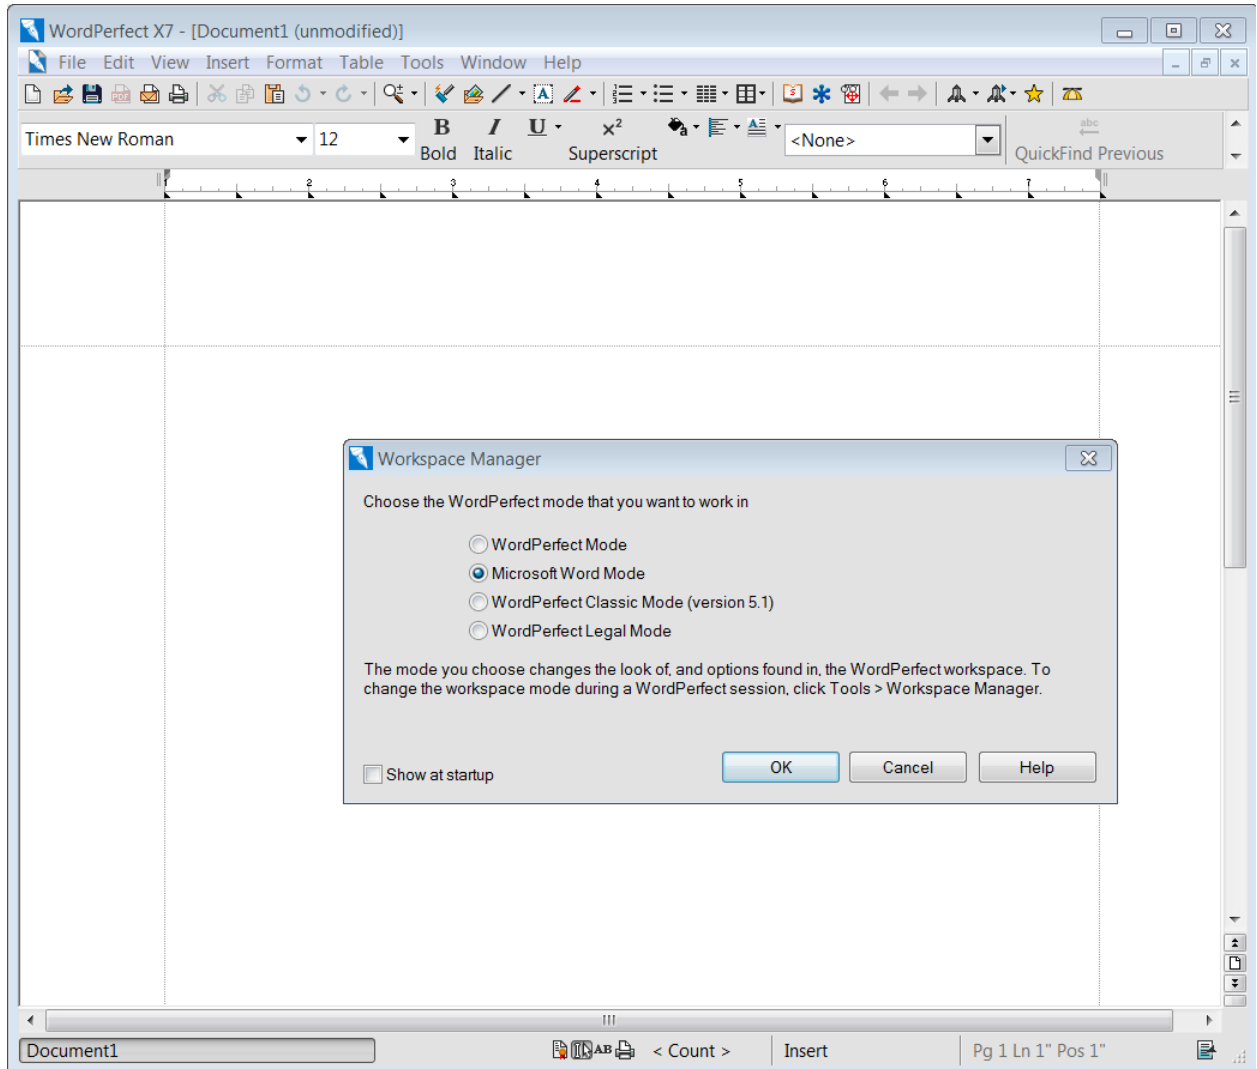 WordPerfect X7 - [Document1 (unmodified)]
File Edit View Insert Format Table Tools Window Help
Times New Roman 12 B I U x² <None> abc
Bold Italic Superscript QuickFind Previous
1 2 3 4 5 6 7
Workspace Manager
Choose the WordPerfect mode that you want to work in
WordPerfect Mode
Microsoft Word Mode
WordPerfect Classic Mode (version 5.1)
WordPerfect Legal Mode
The mode you choose changes the look of, and options found in, the WordPerfect workspace. To
change the workspace mode during a WordPerfect session, click Tools > Workspace Manager.
Show at startup OK Cancel Help
Document1 AB < Count > Insert Pg 1 Ln 1" Pos 1"